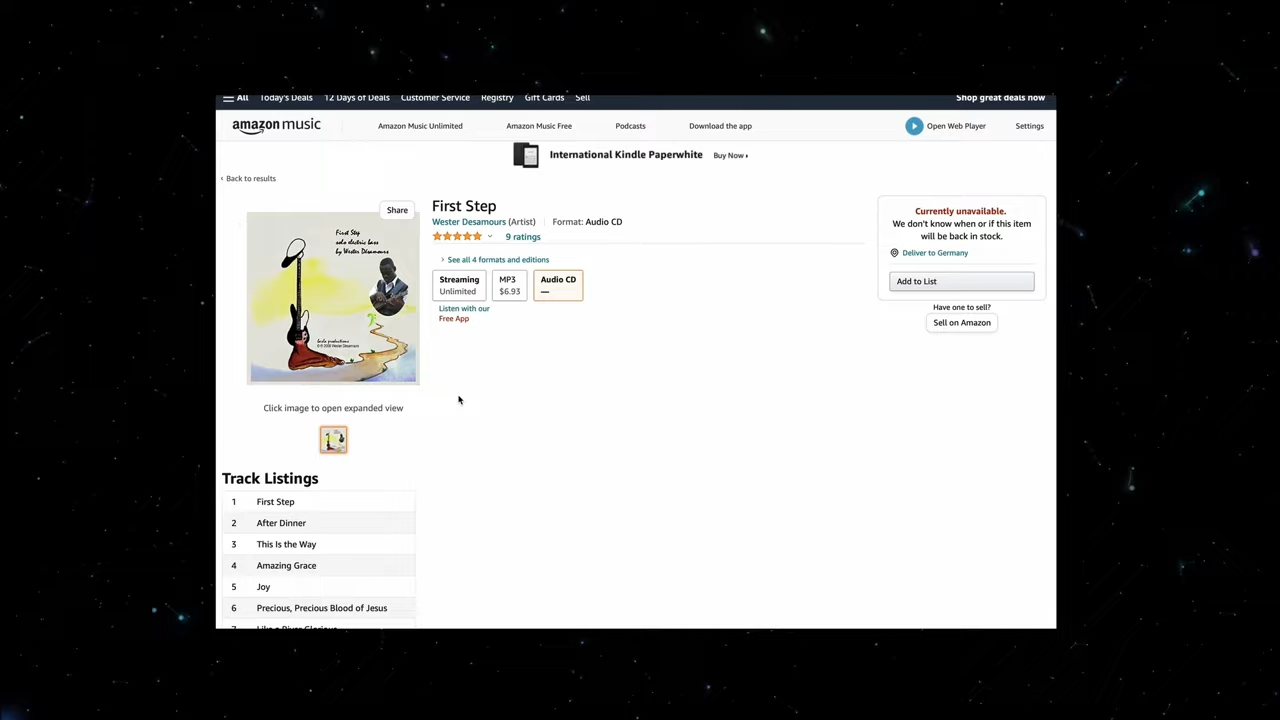 All Today's Deals 12 Days of Deals Customer Service Registry Gift Cards Sell Shop great deals now
amazon music Amazon Music Unlimited Amazon Music Free Podcasts Download the app Open Web Player Settings
International Kindle Paperwhite Buy Now ›
‹ Back to results
Share
First Step
solo electric bass
by Wester Desamours
First Step
Wester Desamours (Artist) Format: Audio CD
9 ratings
› See all 4 formats and editions
Streaming
Unlimited
MP3
$6.93
Audio CD
—
Listen with our
Free App
Currently unavailable.
We don't know when or if this item
will be back in stock.
Deliver to Germany
Add to List
Have one to sell?
Sell on Amazon
Click image to open expanded view
Track Listings
1 First Step
2 After Dinner
3 This Is the Way
4 Amazing Grace
5 Joy
6 Precious, Precious Blood of Jesus